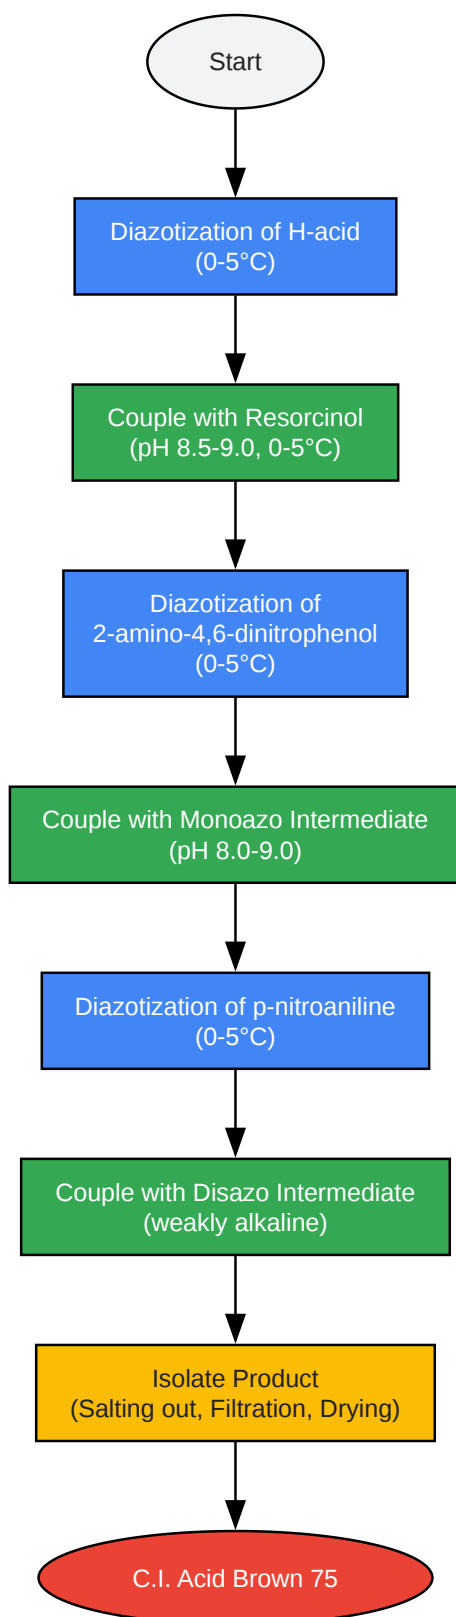 Start
Diazotization of H-acid
(0-5°C)
Couple with Resorcinol
(pH 8.5-9.0, 0-5°C)
Diazotization of
2-amino-4,6-dinitrophenol
(0-5°C)
Couple with Monoazo Intermediate
(pH 8.0-9.0)
Diazotization of p-nitroaniline
(0-5°C)
Couple with Disazo Intermediate
(weakly alkaline)
Isolate Product
(Salting out, Filtration, Drying)
C.I. Acid Brown 75